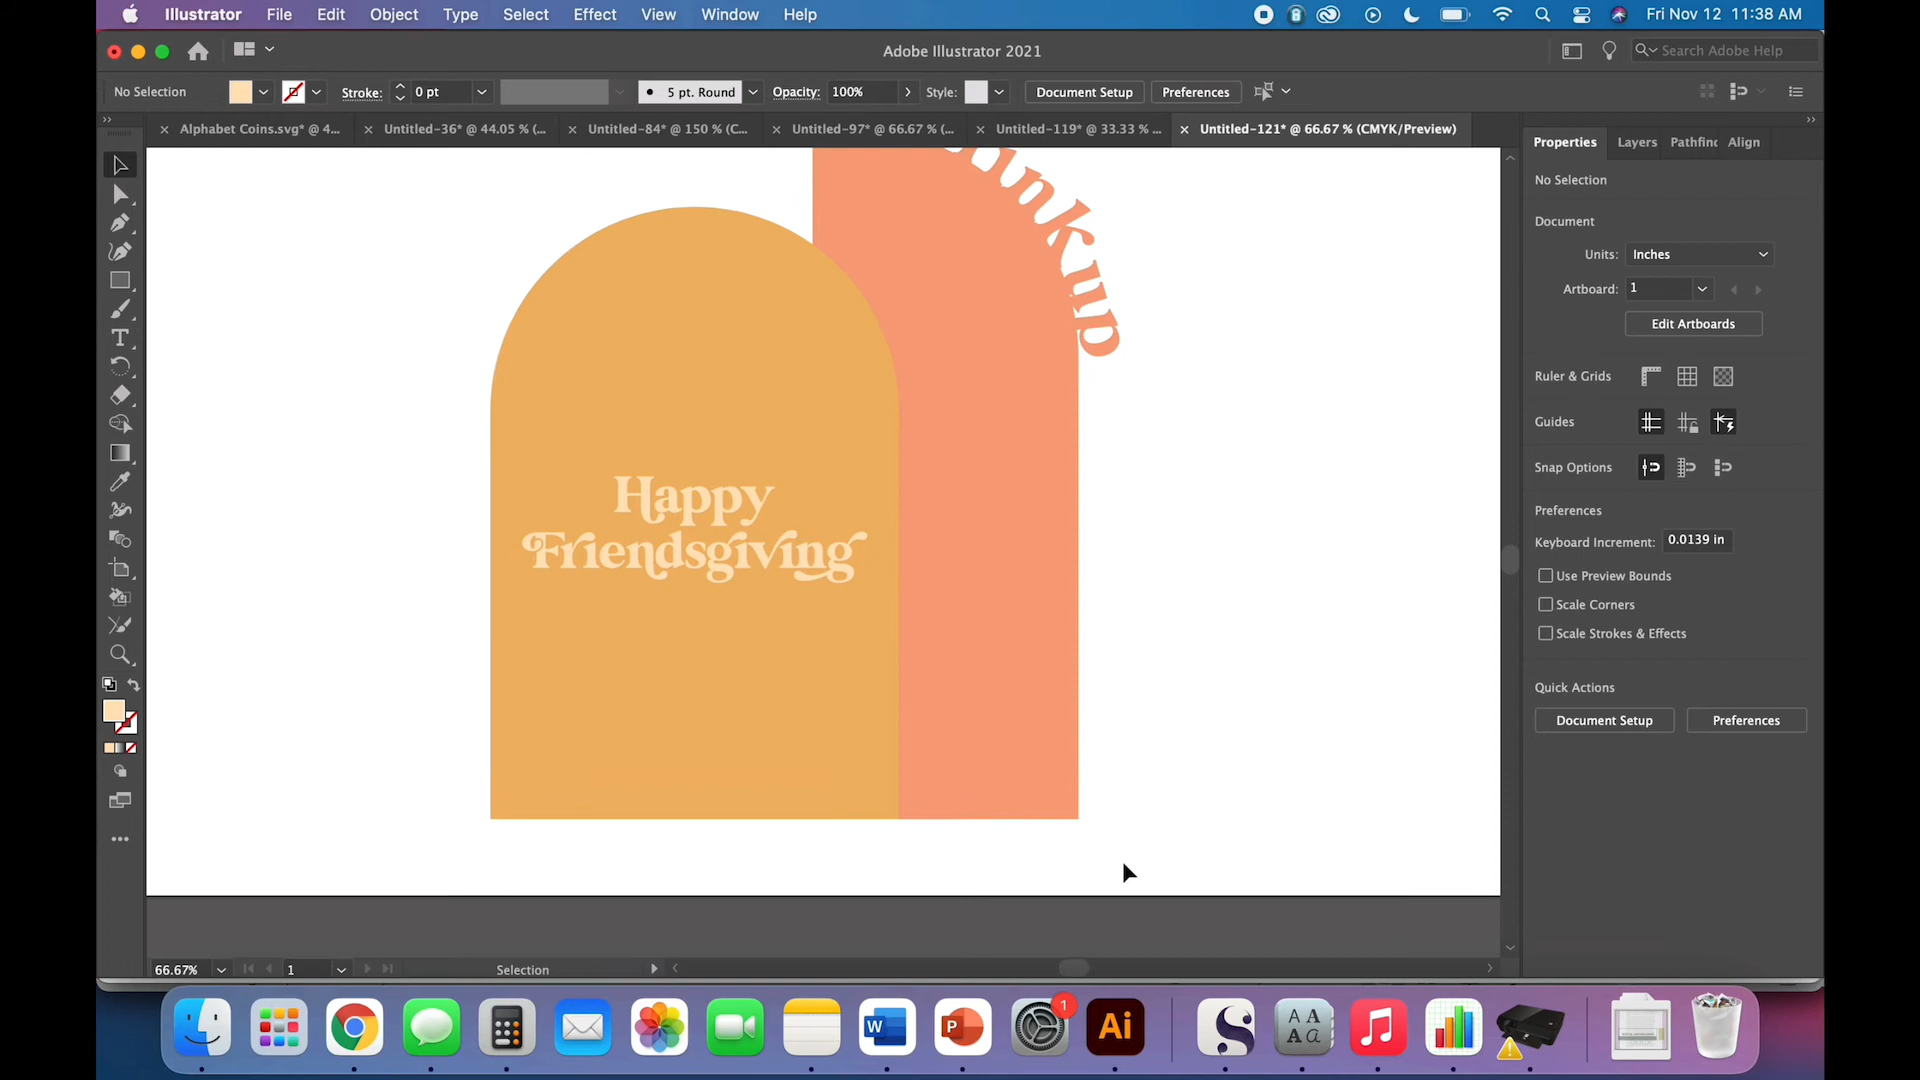 Illustrator File Edit Object Type Select Effect View Window Help Fri Nov 12 11:38 AM
Adobe Illustrator 2021 Search Adobe Help
No Selection Stroke: 0 pt 5 pt. Round Opacity: 100% Style: Document Setup Preferences
Alphabet Coins.svg* @ 4... Untitled-36* @ 44.05 % (... Untitled-84* @ 150 % (C... Untitled-97* @ 66.67 % (... Untitled-119* @ 33.33 % ... Untitled-121* @ 66.67 % (CMYK/Preview)
Properties Layers Pathfinc Align
No Selection
Document
Units: Inches
Artboard: 1
Edit Artboards
Ruler & Grids
Guides
Snap Options
Preferences
Keyboard Increment: 0.0139 in
Use Preview Bounds
Scale Corners
Scale Strokes & Effects
Quick Actions
Document Setup Preferences
Happy
Friendsgiving
66.67% 1 Selection
W P 1 Ai
A A
A a